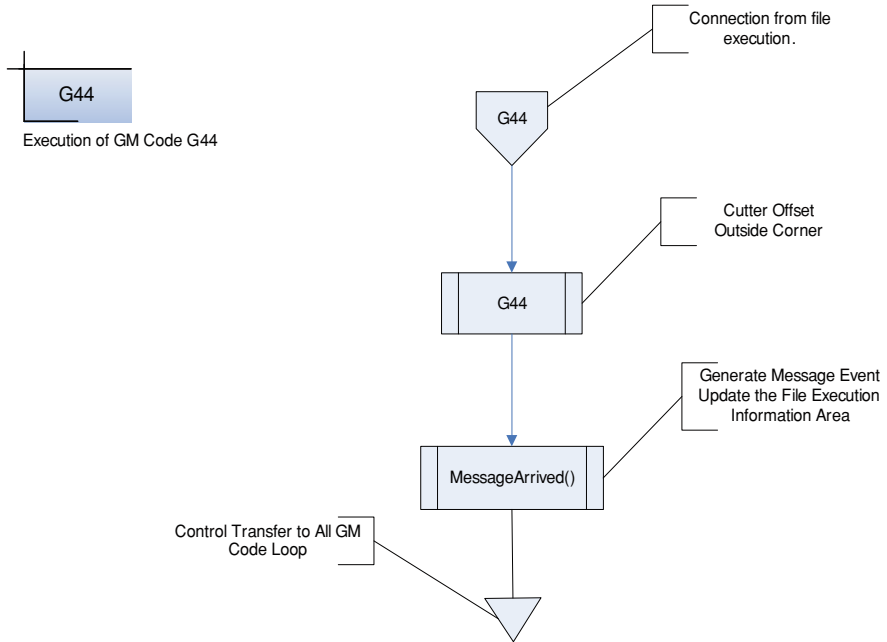 G44
Execution of GM Code G44
Connection from file
execution.
G44
Cutter Offset
Outside Corner
G44
Generate Message Event
Update the File Execution
Information Area
MessageArrived()
Control Transfer to All GM
Code Loop